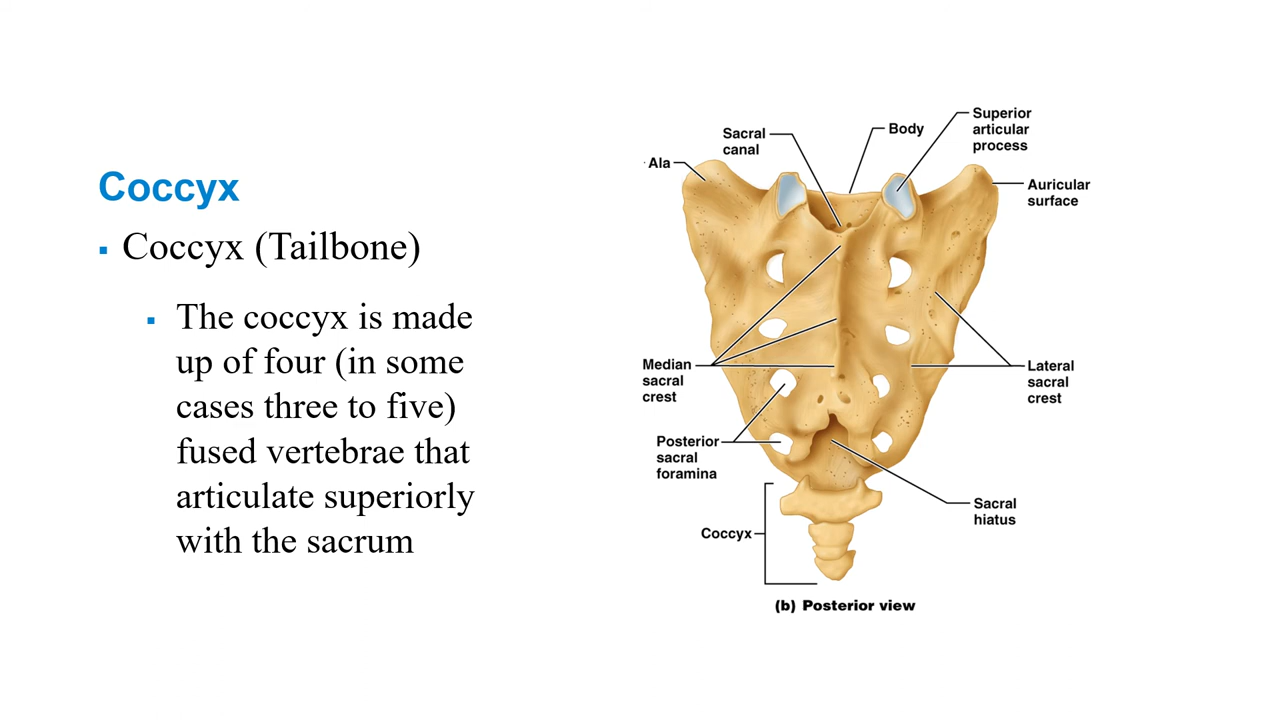 Coccyx
▪ Coccyx (Tailbone)
▪ The coccyx is made
up of four (in some
cases three to five)
fused vertebrae that
articulate superiorly
with the sacrum
Ala
Sacral
canal
Body
Superior
articular
process
Auricular
surface
Median
sacral
crest
Lateral
sacral
crest
Posterior
sacral
foramina
Sacral
hiatus
Coccyx
(b) Posterior view